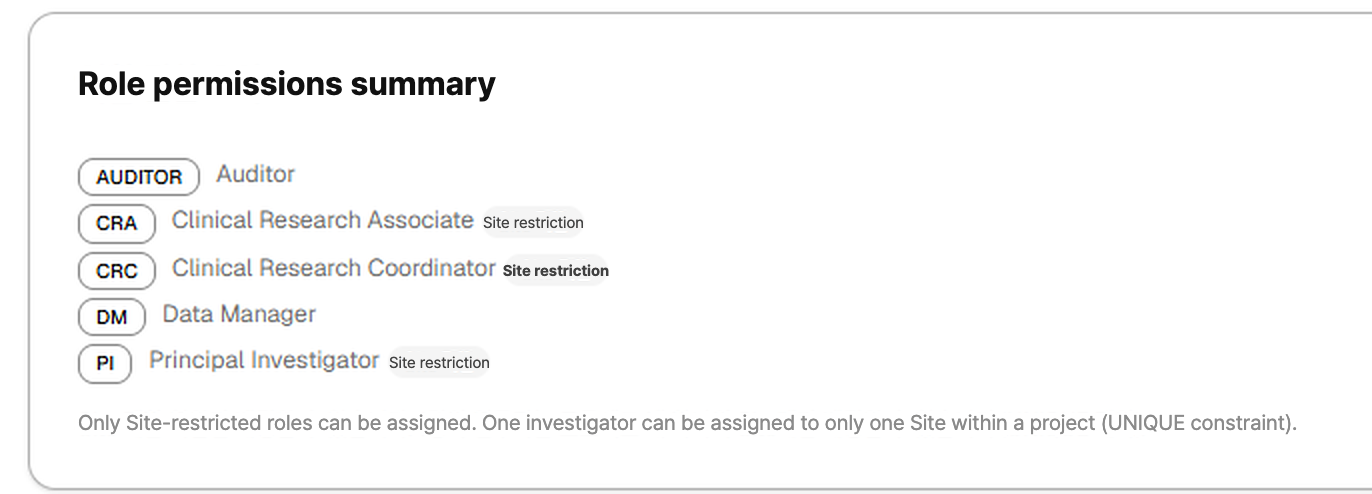 Role permissions summary
AUDITOR Auditor
CRA Clinical Research Associate Site restriction
CRC Clinical Research Coordinator Site restriction
DM Data Manager
PI Principal Investigator Site restriction
Only Site-restricted roles can be assigned. One investigator can be assigned to only one Site within a project (UNIQUE constraint).